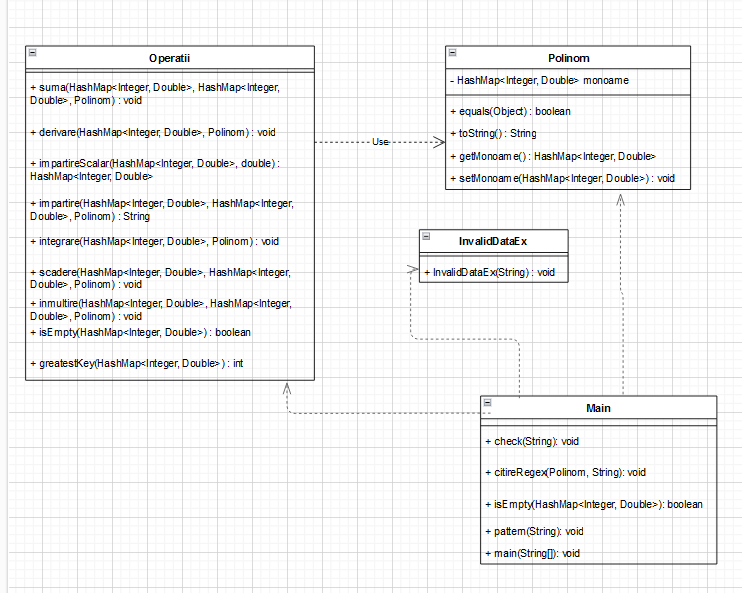 Operatii
+ suma(HashMap<Integer, Double>, HashMap<Integer,
Double>, Polinom) : void
+ derivare(HashMap<Integer, Double>, Polinom) : void
+ impartireScalar(HashMap<Integer, Double>, double) :
HashMap<Integer, Double>
+ impartire(HashMap<Integer, Double>, HashMap<Integer,
Double>, Polinom) : String
+ integrare(HashMap<Integer, Double>, Polinom) : void
+ scadere(HashMap<Integer, Double>, HashMap<Integer,
Double>, Polinom) : void
+ inmultire(HashMap<Integer, Double>, HashMap<Integer,
Double>, Polinom) : void
+ isEmpty(HashMap<Integer, Double>) : boolean
+ greatestKey(HashMap<Integer, Double>) : int
Use
Polinom
- HashMap<Integer, Double> monoame
+ equals(Object) : boolean
+ toString() : String
+ getMonoame() : HashMap<Integer, Double>
+ setMonoame(HashMap<Integer, Double>) : void
InvalidDataEx
+ InvalidDataEx(String) : void
Main
+ check(String): void
+ citireRegex(Polinom, String): void
+ isEmpty(HashMap<Integer, Double>): boolean
+ pattern(String): void
+ main(String[]): void